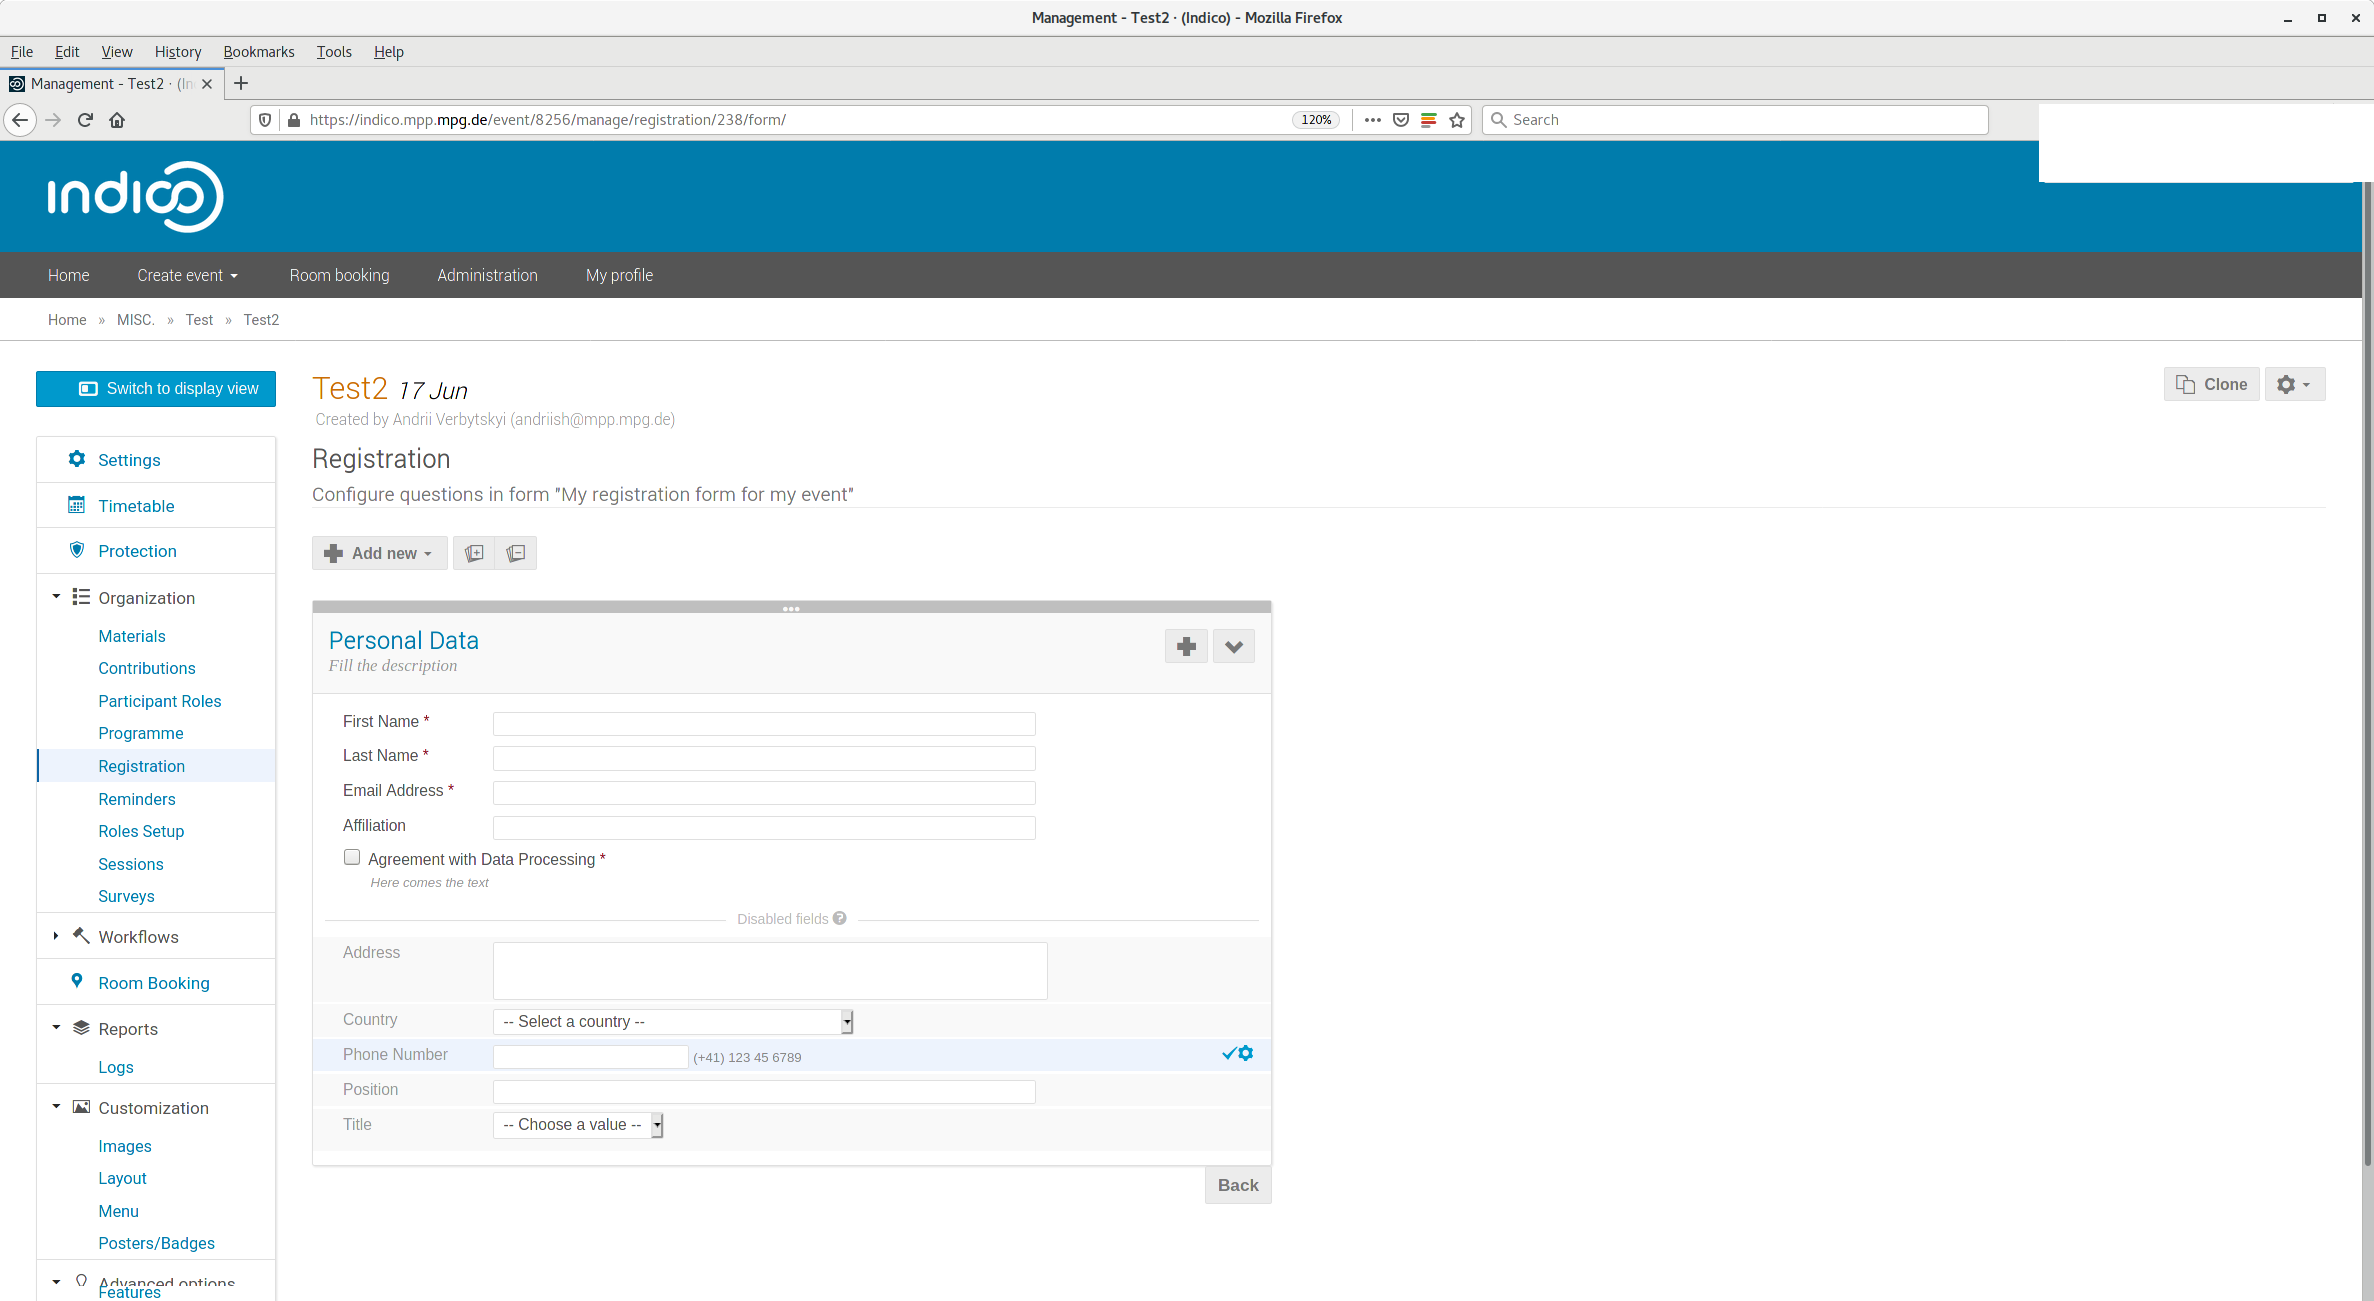 Management - Test2 · (Indico) - Mozilla Firefox
File Edit View History Bookmarks Tools Help
Management - Test2 · (In
https://indico.mpp.mpg.de/event/8256/manage/registration/238/form/ 120% Search
indico
Home Create event Room booking Administration My profile
Home » MISC. » Test » Test2
Switch to display view
Test2 17 Jun
Clone
Created by Andrii Verbytskyi (andriish@mpp.mpg.de)
Registration
Configure questions in form "My registration form for my event"
Add new
Settings
Timetable
Protection
Organization
Materials
Contributions
Participant Roles
Programme
Registration
Reminders
Roles Setup
Sessions
Surveys
Workflows
Room Booking
Reports
Logs
Customization
Images
Layout
Menu
Posters/Badges
Advanced options
Features
Personal Data
Fill the description
First Name *
Last Name *
Email Address *
Affiliation
Agreement with Data Processing *
Here comes the text
Disabled fields ?
Address
Country -- Select a country --
Phone Number (+41) 123 45 6789
Position
Title -- Choose a value --
Back